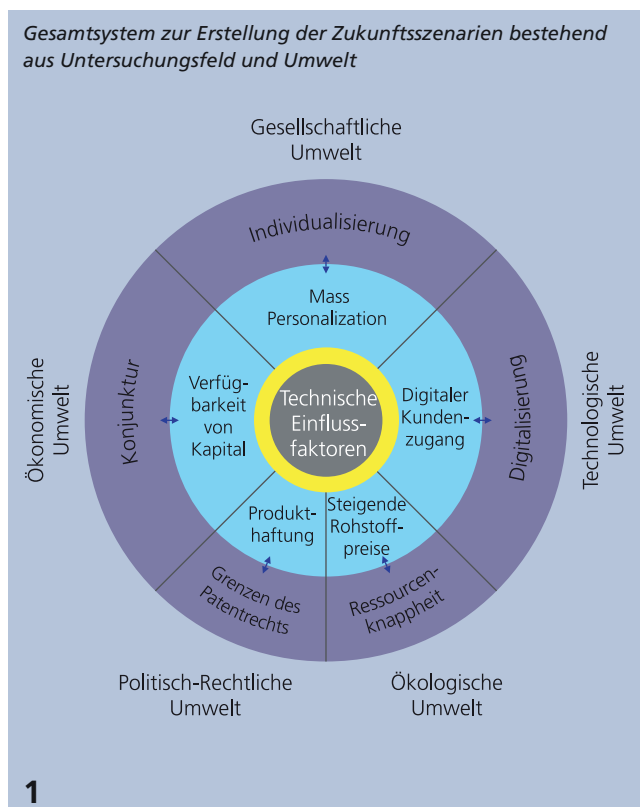 Gesamtsystem zur Erstellung der Zukunftsszenarien bestehend
aus Untersuchungsfeld und Umwelt
Gesellschaftliche
Umwelt
Individualisierung
Mass
Personalization
Ökonomische
Umwelt
Konjunktur
Verfüg-
barkeit
von
Kapital
Technische
Einfluss-
faktoren
Digitaler
Kunden-
zugang
Digitalisierung
Technologische
Umwelt
Produkt-
haftung
Steigende
Rohstoff-
preise
Grenzen des
Patentrechts
Ressourcen-
knappheit
Politisch-Rechtliche
Umwelt
Ökologische
Umwelt
1